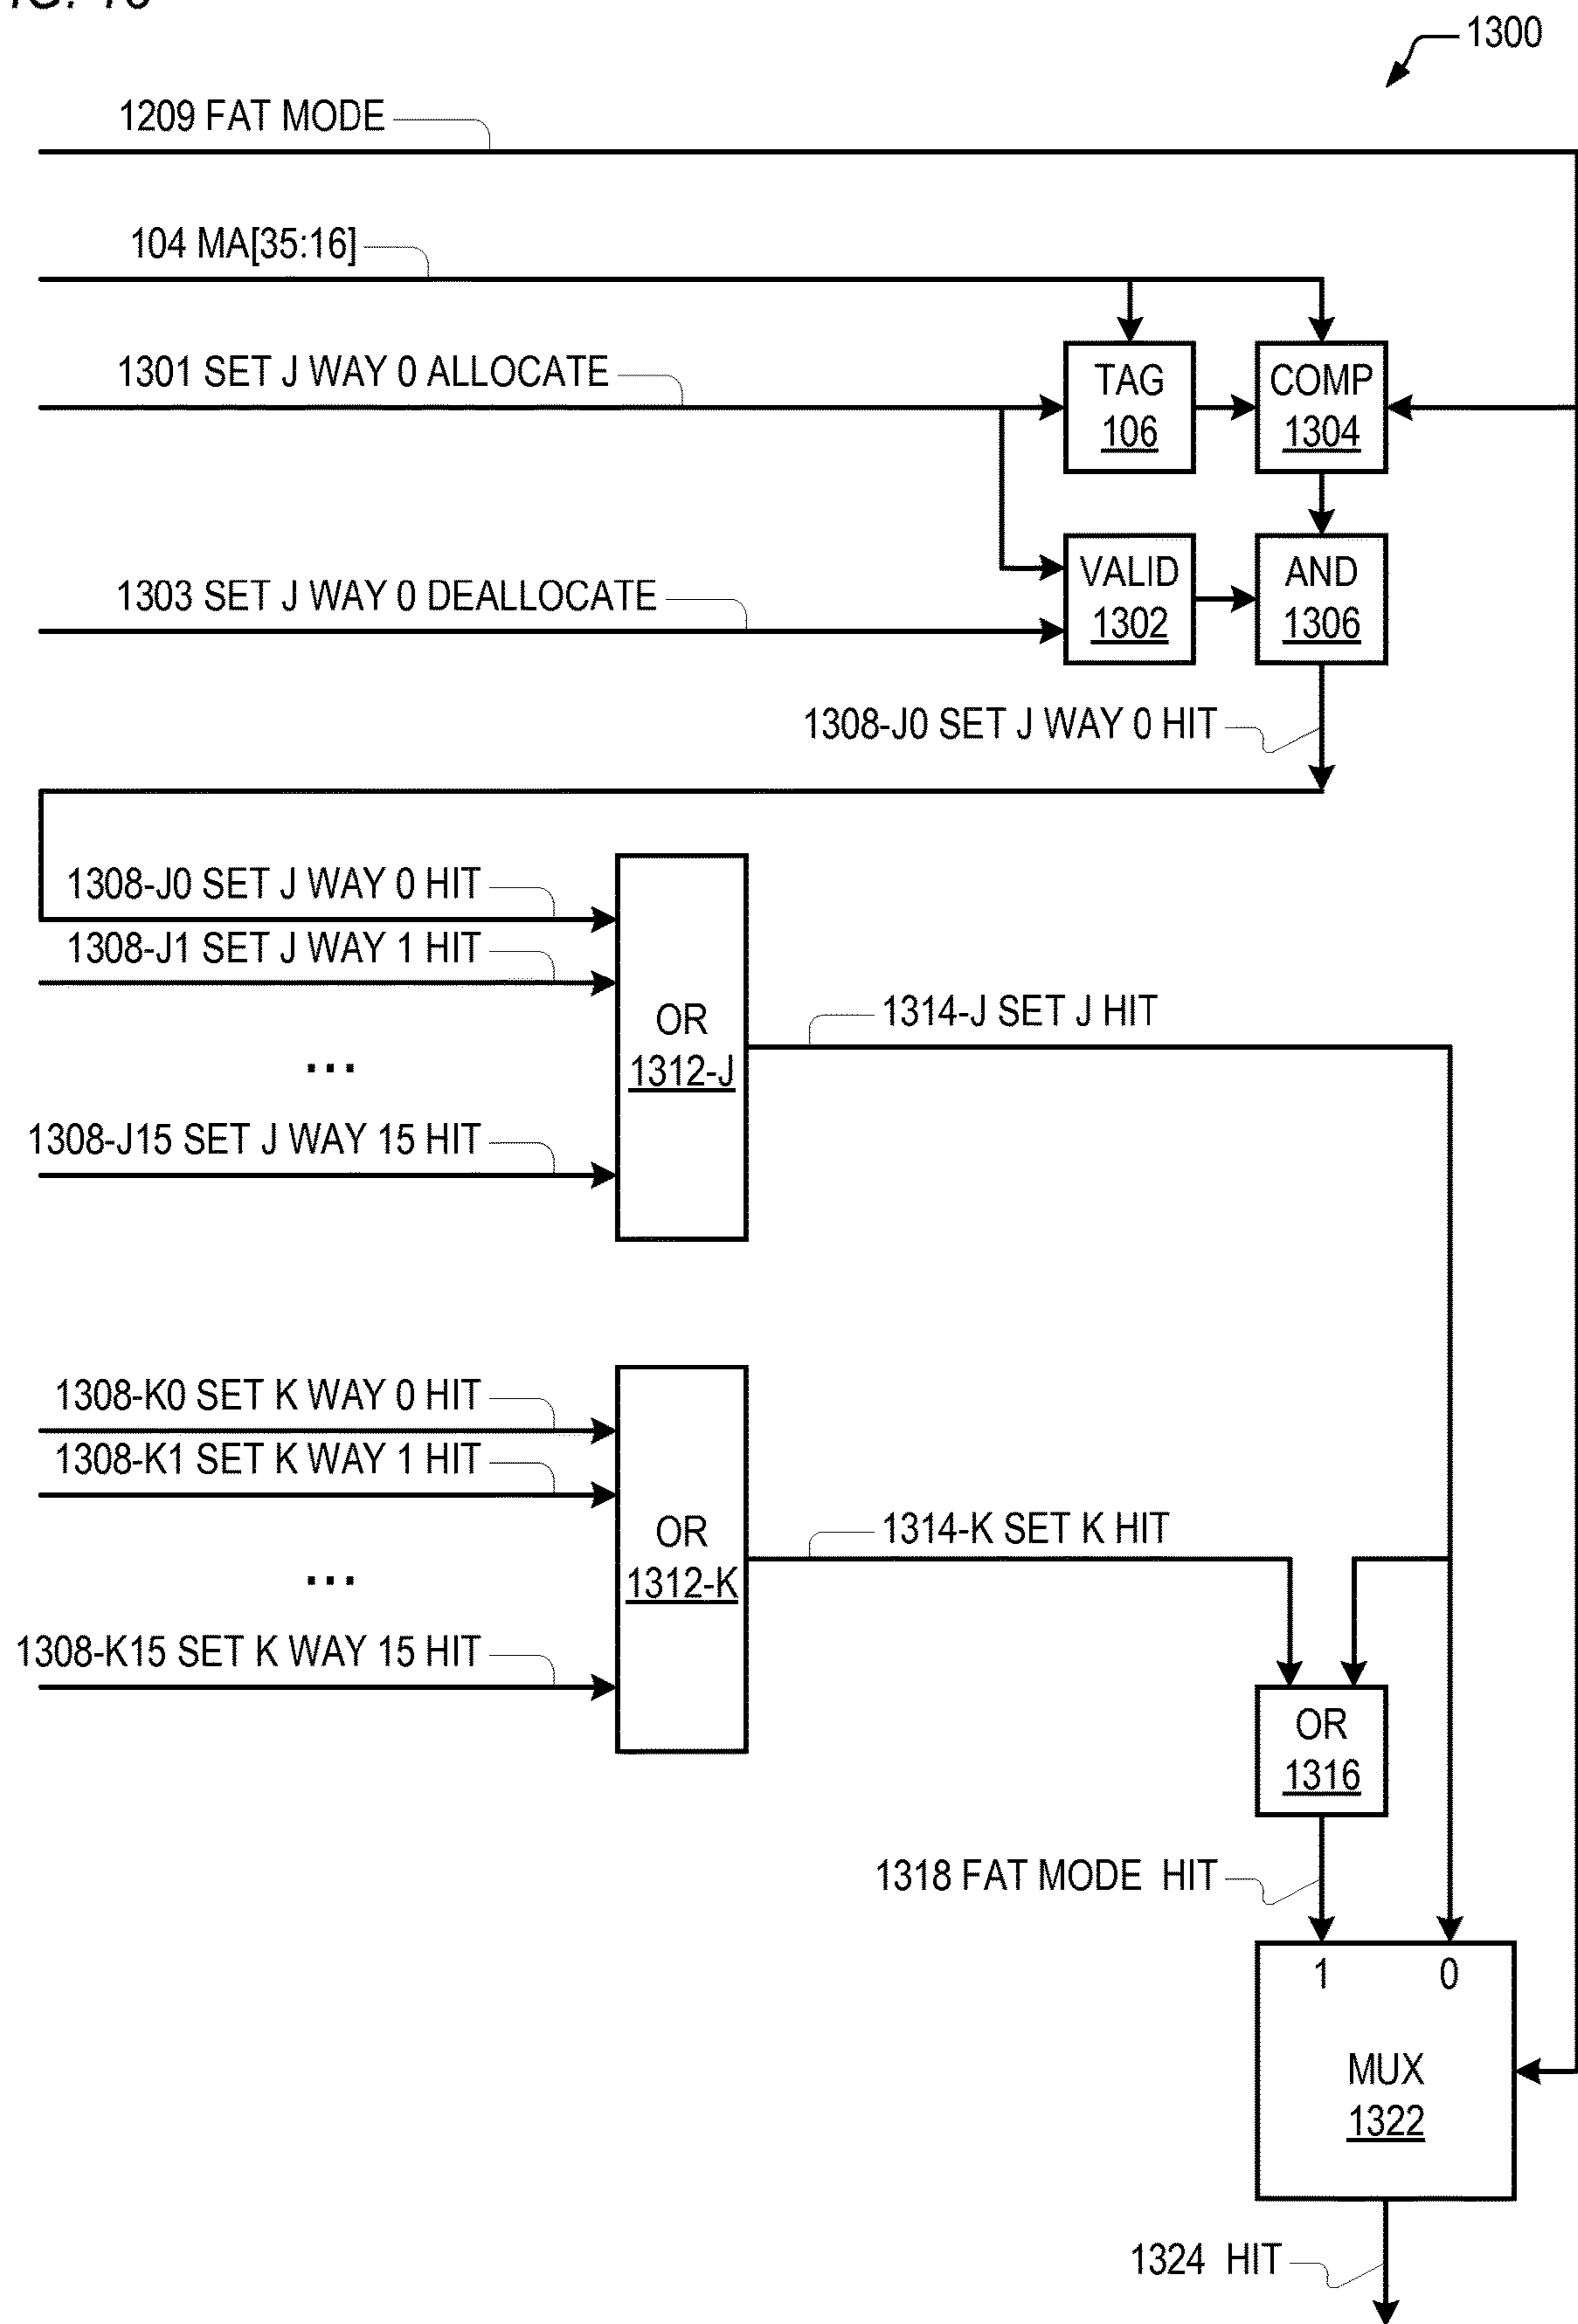 1300
1209 FAT MODE
104 MA[35:16]
1301 SET J WAY 0 ALLOCATE
TAG
106
COMP
1304
1303 SET J WAY 0 DEALLOCATE
VALID
1302
AND
1306
1308-J0 SET J WAY 0 HIT
1308-J0 SET J WAY 0 HIT
1308-J1 SET J WAY 1 HIT
...
1308-J15 SET J WAY 15 HIT
OR
1312-J
1314-J SET J HIT
1308-K0 SET K WAY 0 HIT
1308-K1 SET K WAY 1 HIT
...
1308-K15 SET K WAY 15 HIT
OR
1312-K
1314-K SET K HIT
OR
1316
1318 FAT MODE HIT
1 0
MUX
1322
1324 HIT